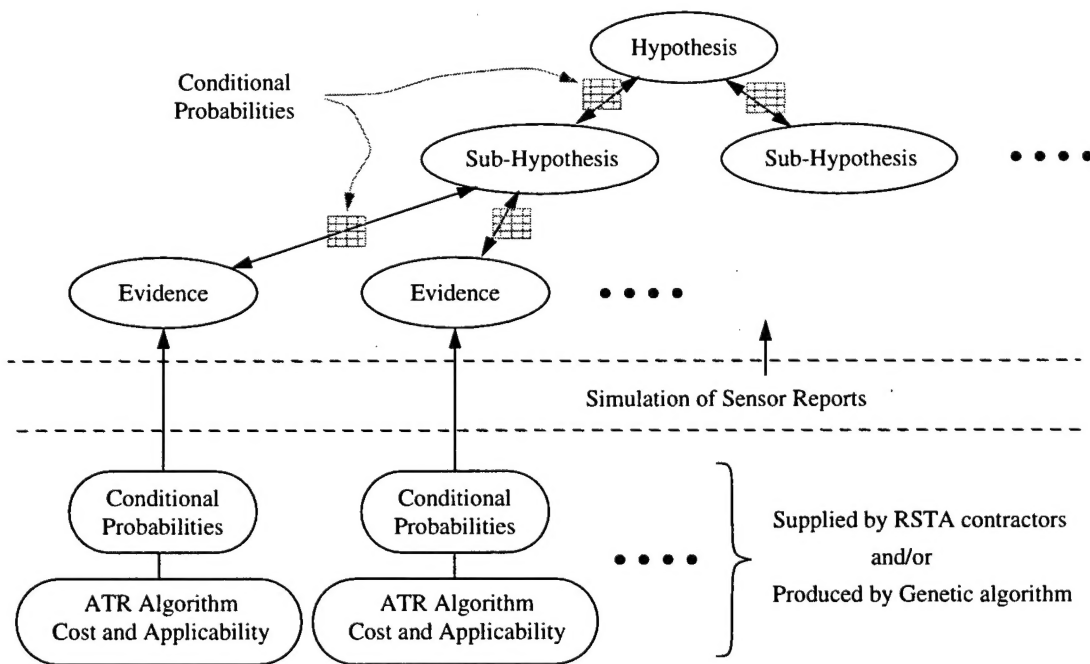 Hypothesis
Conditional
Probabilities
Sub-Hypothesis
Sub-Hypothesis
Evidence
Evidence
Simulation of Sensor Reports
Conditional
Probabilities
Conditional
Probabilities
Supplied by RSTA contractors
and/or
Produced by Genetic algorithm
ATR Algorithm
Cost and Applicability
ATR Algorithm
Cost and Applicability